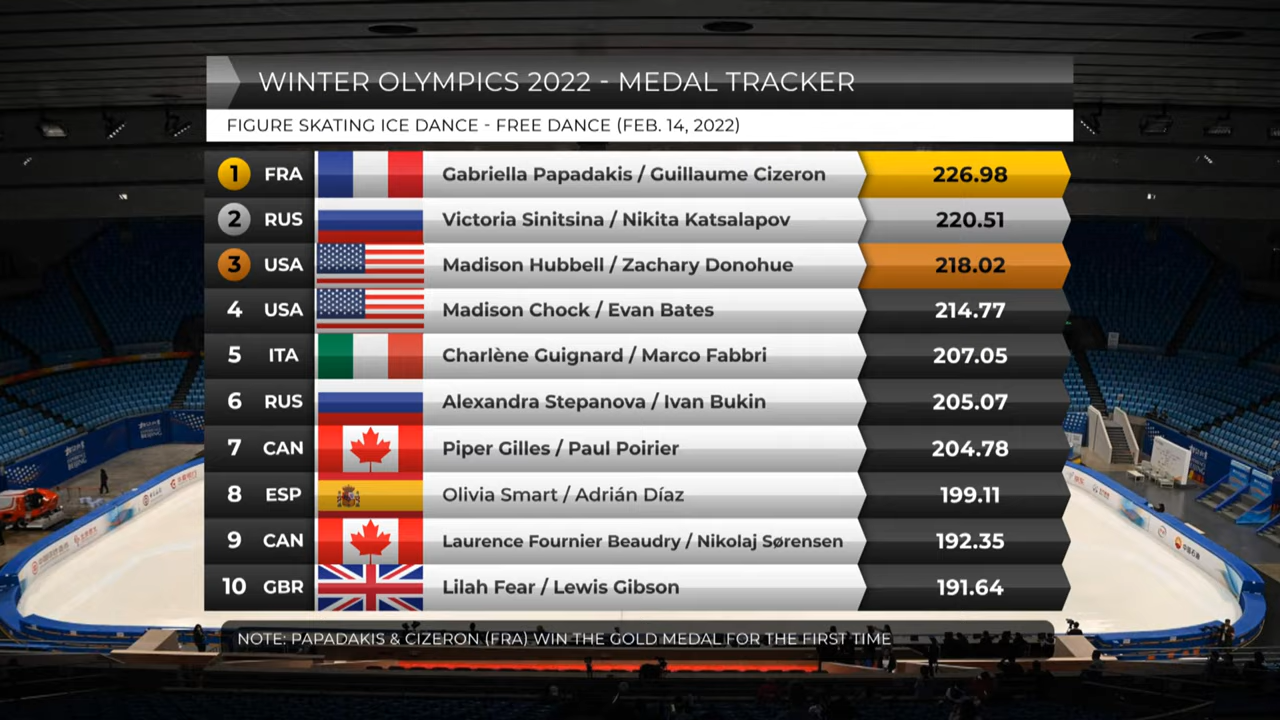 WINTER OLYMPICS 2022 - MEDAL TRACKER
FIGURE SKATING ICE DANCE - FREE DANCE (FEB. 14, 2022)
1 FRA Gabriella Papadakis / Guillaume Cizeron 226.98
2 RUS Victoria Sinitsina / Nikita Katsalapov 220.51
3 USA Madison Hubbell / Zachary Donohue 218.02
4 USA Madison Chock / Evan Bates 214.77
5 ITA Charlène Guignard / Marco Fabbri 207.05
6 RUS Alexandra Stepanova / Ivan Bukin 205.07
7 CAN Piper Gilles / Paul Poirier 204.78
8 ESP Olivia Smart / Adrián Díaz 199.11
9 CAN Laurence Fournier Beaudry / Nikolaj Sørensen 192.35
10 GBR Lilah Fear / Lewis Gibson 191.64
NOTE: PAPADAKIS & CIZERON (FRA) WIN THE GOLD MEDAL FOR THE FIRST TIME